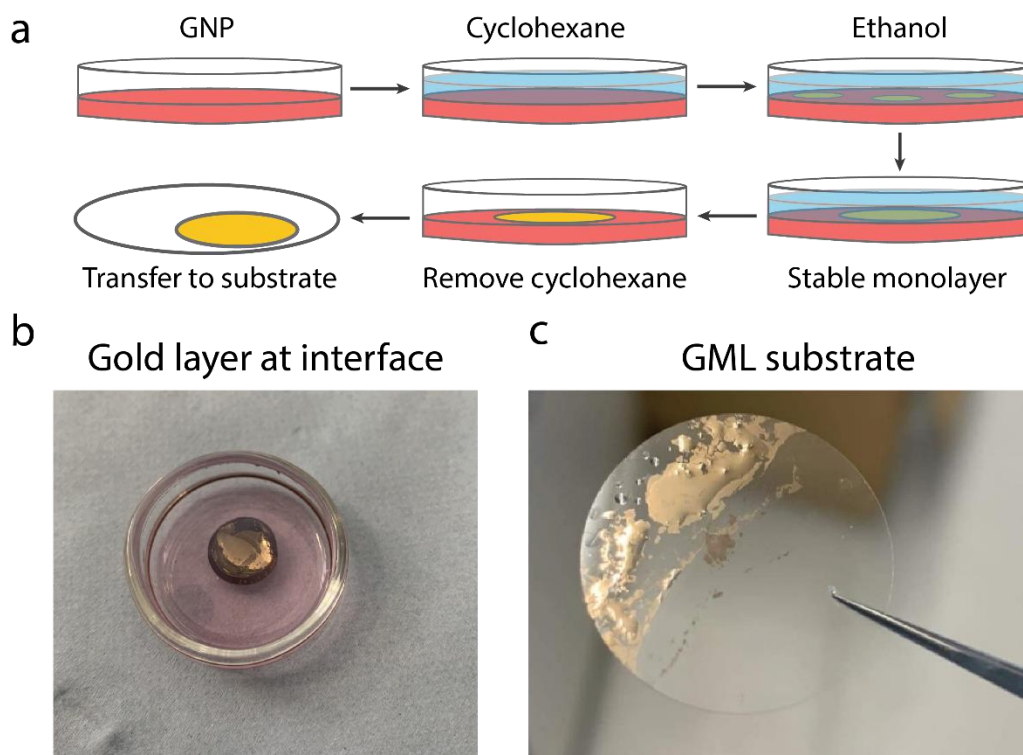 a
GNP
Cyclohexane
Ethanol
Transfer to substrate
Remove cyclohexane
Stable monolayer
b
Gold layer at interface
c
GML substrate